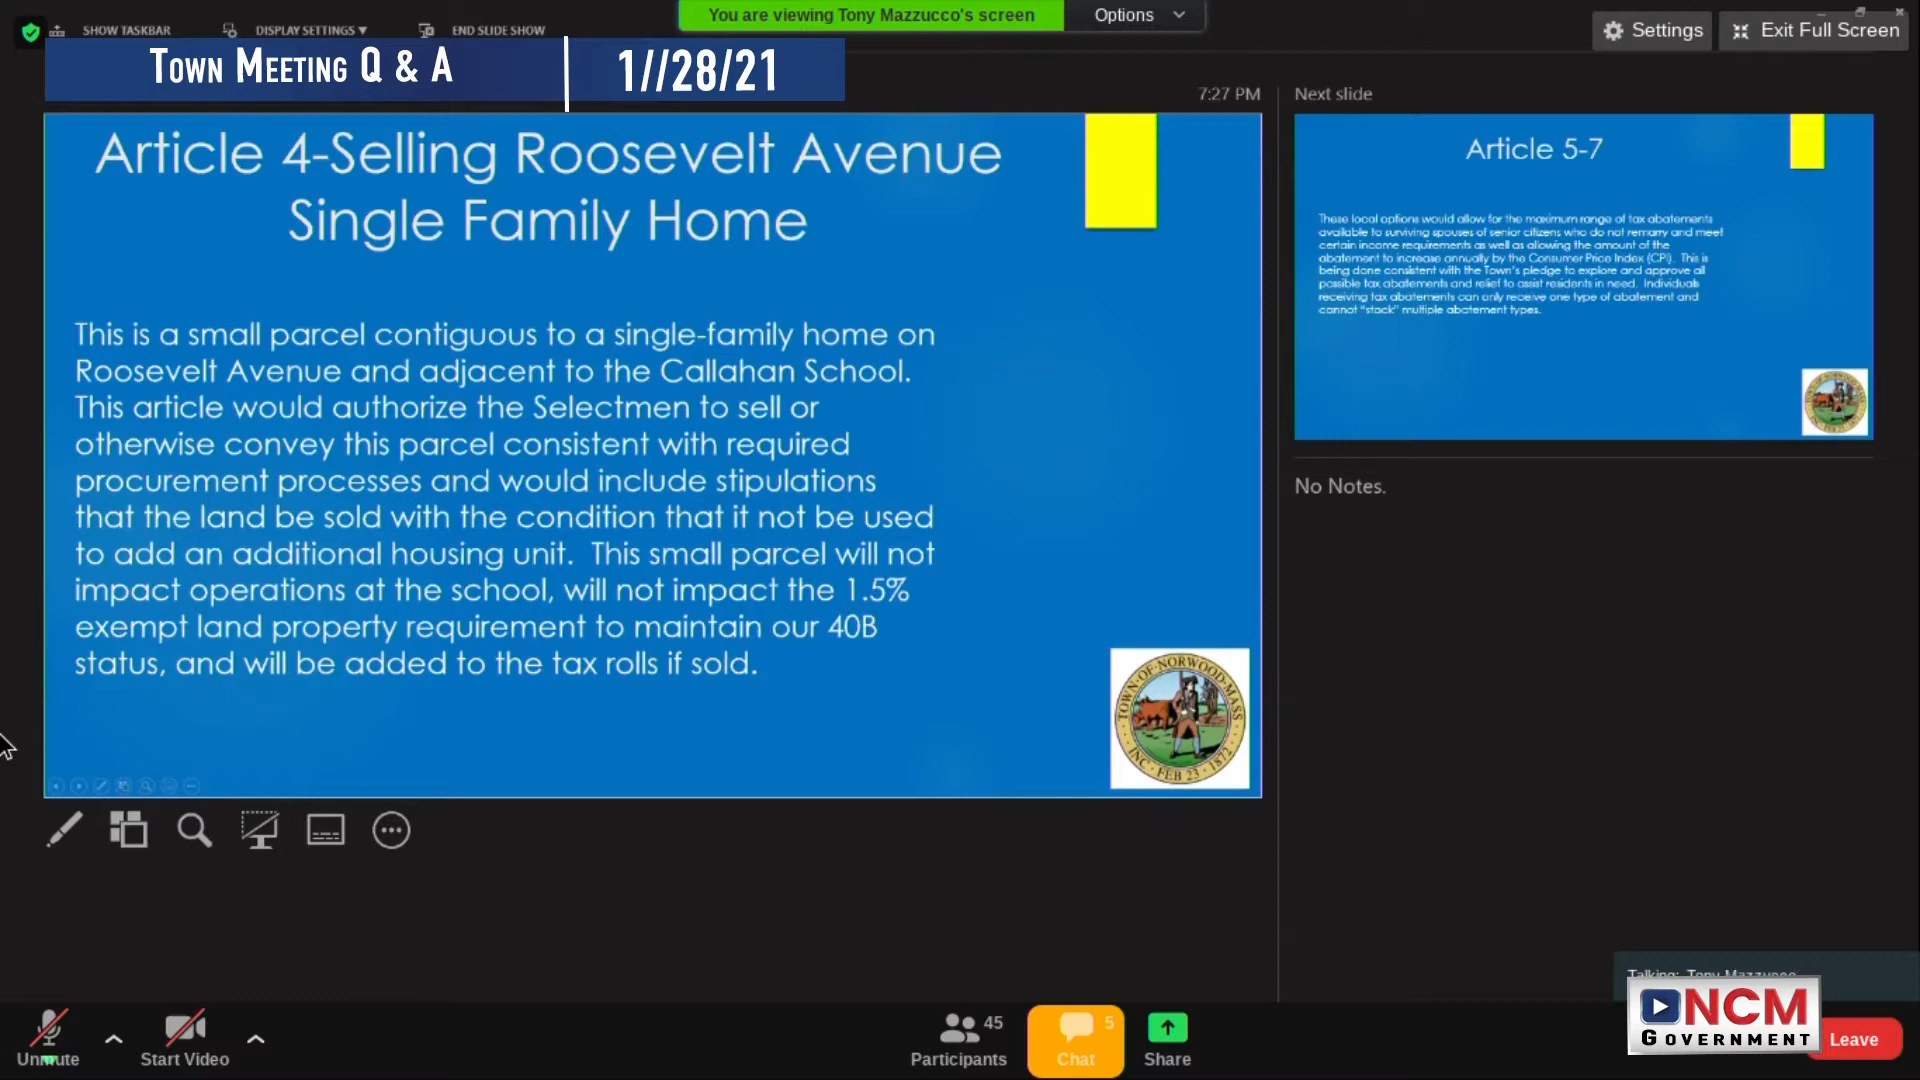 You are viewing Tony Mazzucco's screen
Options
SHOW TASKBAR
DISPLAY SETTINGS
END SLIDE SHOW
Settings
Exit Full Screen
TOWN MEETING Q & A
1//28/21
7:27 PM
Next slide
Article 4-Selling Roosevelt Avenue
Single Family Home
This is a small parcel contiguous to a single-family home on
Roosevelt Avenue and adjacent to the Callahan School.
This article would authorize the Selectmen to sell or
otherwise convey this parcel consistent with required
procurement processes and would include stipulations
that the land be sold with the condition that it not be used
to add an additional housing unit.  This small parcel will not
impact operations at the school, will not impact the 1.5%
exempt land property requirement to maintain our 40B
status, and will be added to the tax rolls if sold.
TOWN·OF·NORWOOD·MASS
INC·FEB 23·1872
Article 5-7
These local options would allow for the maximum range of tax abatements
available to surviving spouses of senior citizens who do not remarry and meet
certain income requirements as well as allowing the amount of the
abatement to increase annually by the Consumer Price Index (CPI).  This is
being done consistent with the Town's pledge to explore and approve all
possible tax abatements and relief to assist residents in need.  Individuals
receiving tax abatements can only receive one type of abatement and
cannot "stack" multiple abatement types.
No Notes.
Talking: Tony Mazzucco
NCM
GOVERNMENT
Unmute
Start Video
45
Participants
5
Chat
Share
Leave